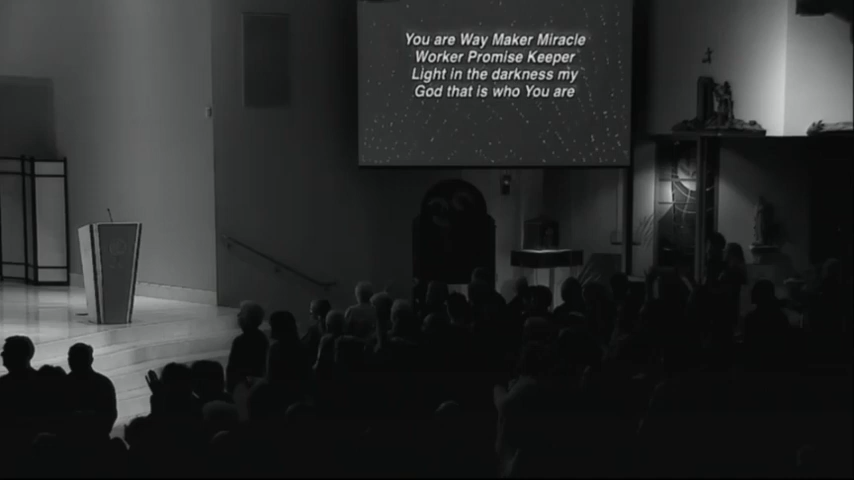 You are Way Maker Miracle
Worker Promise Keeper
Light in the darkness my
God that is who You are